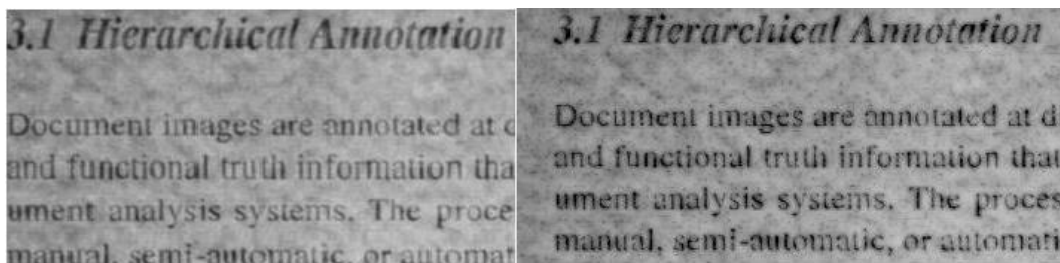 3.1 Hierarchical Annotation
Document images are annotated at
and functional truth information tha
ument analysis systems. The proce
manual, semi-automatic, or automat
3.1 Hierarchical Annotation
Document images are annotated at d
and functional truth information that
ument analysis systems. The proces
manual, semi-automatic, or automati